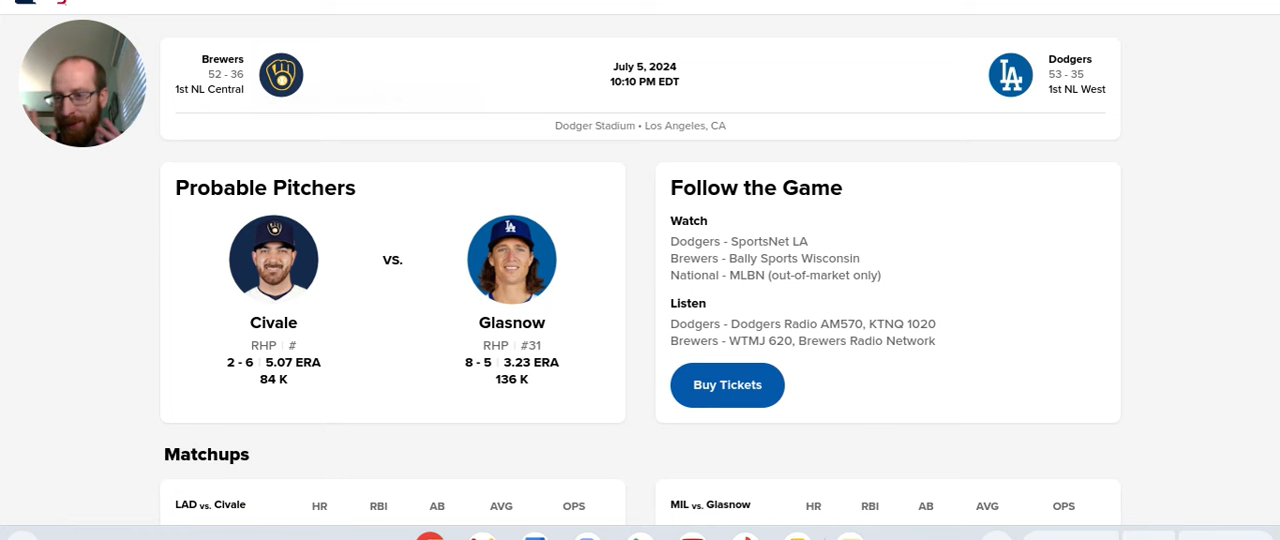 Brewers
52 - 36
1st NL Central
July 5, 2024
10:10 PM EDT
Dodgers
53 - 35
1st NL West
Dodger Stadium • Los Angeles, CA
Probable Pitchers
VS.
Civale
RHP | #
2 - 6 | 5.07 ERA
84 K
Glasnow
RHP | #31
8 - 5 | 3.23 ERA
136 K
Follow the Game
Watch
Dodgers - SportsNet LA
Brewers - Bally Sports Wisconsin
National - MLBN (out-of-market only)
Listen
Dodgers - Dodgers Radio AM570, KTNQ 1020
Brewers - WTMJ 620, Brewers Radio Network
Buy Tickets
Matchups
LAD vs. Civale HR RBI AB AVG OPS
MIL vs. Glasnow HR RBI AB AVG OPS